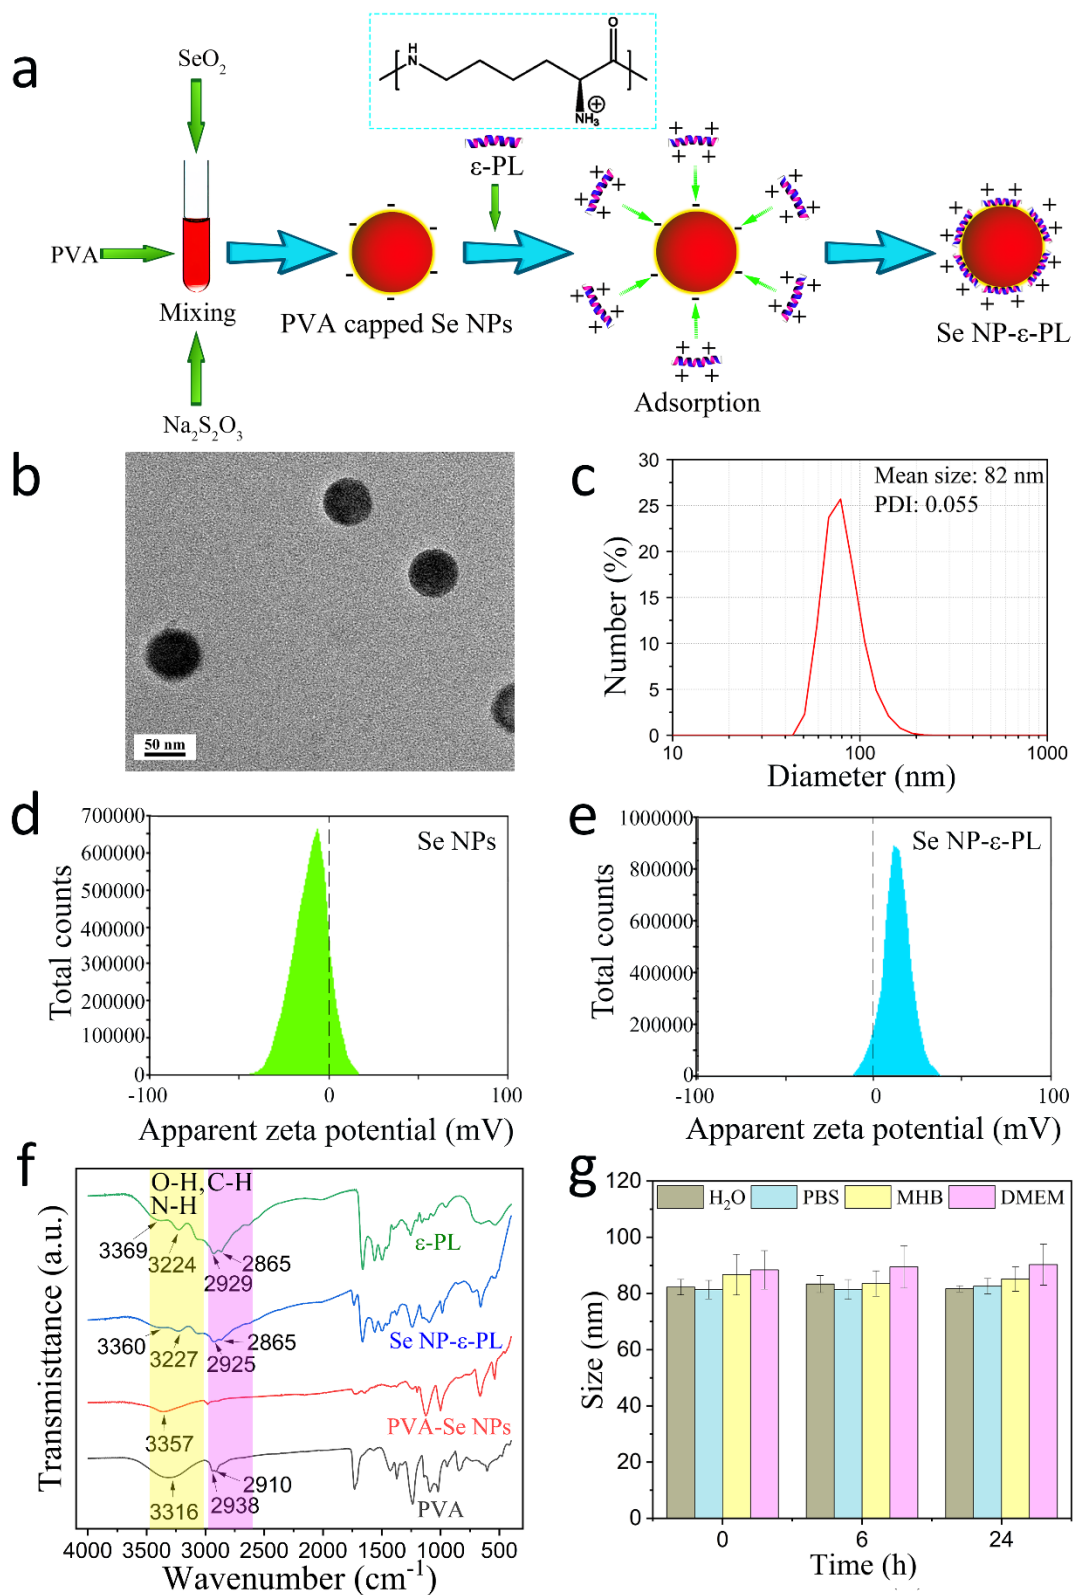 a
SeO2
PVA
Mixing
Na2S2O3
PVA capped Se NPs
H
N
O
NH3
+
ε-PL
Adsorption
Se NP-ε-PL
b
50 nm
c
Mean size: 82 nm
PDI: 0.055
30
25
20
15
10
5
0
Number (%)
10
100
1000
Diameter (nm)
d
Se NPs
700000
600000
500000
400000
300000
200000
100000
0
Total counts
-100
0
100
Apparent zeta potential (mV)
e
Se NP-ε-PL
1000000
800000
600000
400000
200000
0
Total counts
-100
0
100
Apparent zeta potential (mV)
f
O-H, C-H
N-H
3369
3224
2929
2865
ε-PL
3360
3227
2925
2865
Se NP-ε-PL
3357
PVA-Se NPs
3316
2938
2910
PVA
Transmisttance (a.u.)
4000 3500 3000 2500 2000 1500 1000 500
Wavenumber (cm-1)
g
H2O PBS MHB DMEM
120
100
80
60
40
20
0
Size (nm)
0 6 24
Time (h)